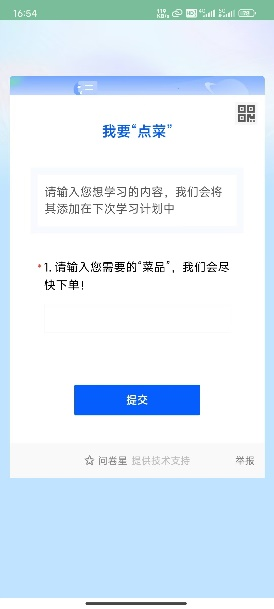 16:54
我要“点菜”
请输入您想学习的内容，我们会将
其添加在下次学习计划中
*1. 请输入您需要的“菜品”，我们会尽
快下单！
提交
问卷星 提供技术支持
举报